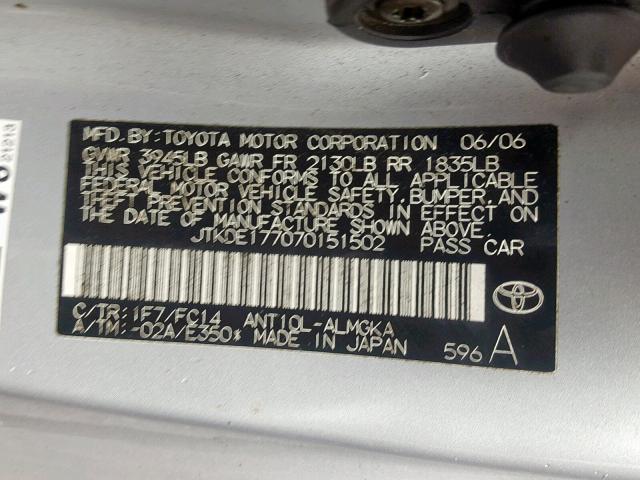 MFD.BY:TOYOTA MOTOR CORPORATION 06/06
GVWR 3945LB GAWR FR 2130LB RR 1835LB
THIS VEHICLE CONFORMS TO ALL APPLICABLE
FEDERAL MOTOR VEHICLE SAFETY,BUMPER,AND
THEFT PREVENTION STANDARDS IN EFFECT ON
THE DATE OF MANUFACTURE SHOWN ABOVE.
JTKDE177070151502 PASS CAR
C/TR:1F7/FC14 ANT10L-ALMGKA
A/TM:-02A/E350* MADE IN JAPAN 596 A